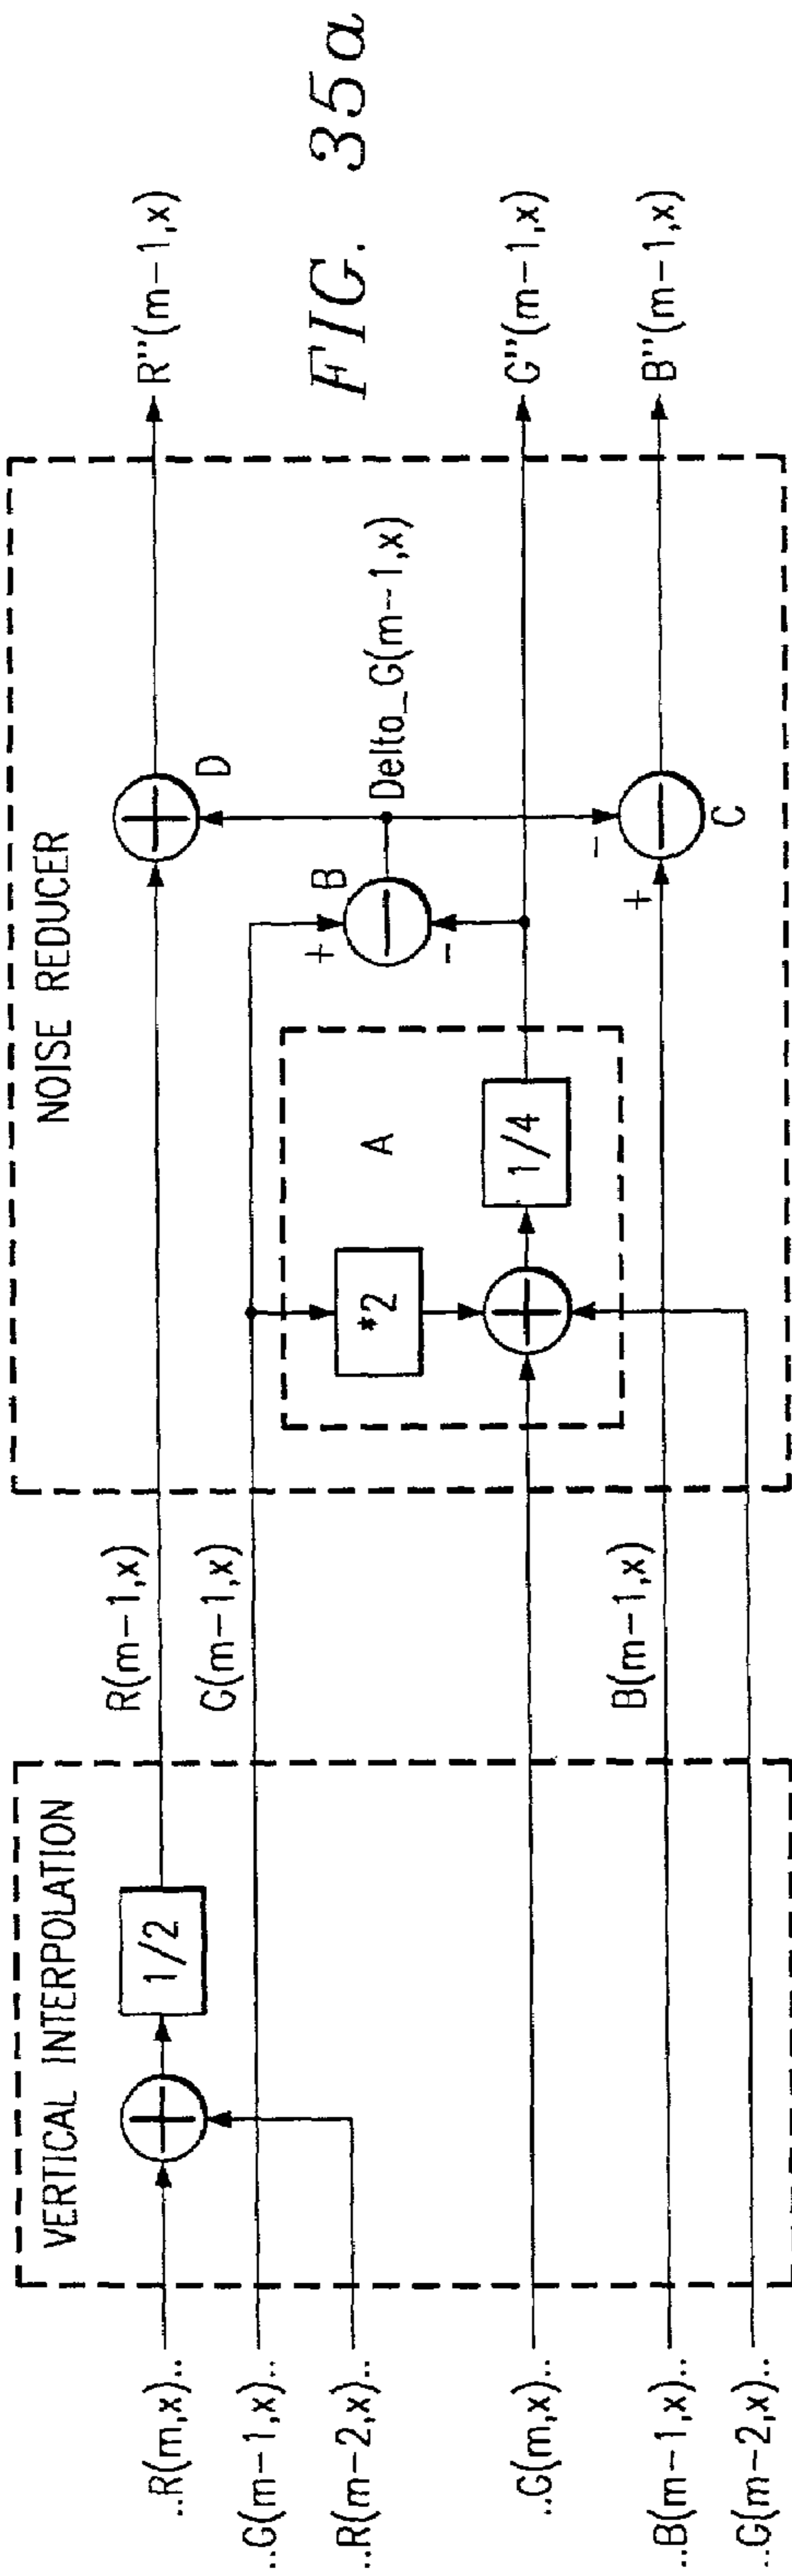 ..R(m,x)..
..G(m-1,x)..
..R(m-2,x)..
..G(m,x)..
..B(m-1,x)..
..G(m-2,x)..
VERTICAL INTERPOLATION
1/2
R(m-1,x)
G(m-1,x)
B(m-1,x)
NOISE REDUCER
*2
A
1/4
+
B
-
D
Delta_G(m-1,x)
+
-
C
R'''(m-1,x)
G'''(m-1,x)
B'''(m-1,x)
FIG. 35a